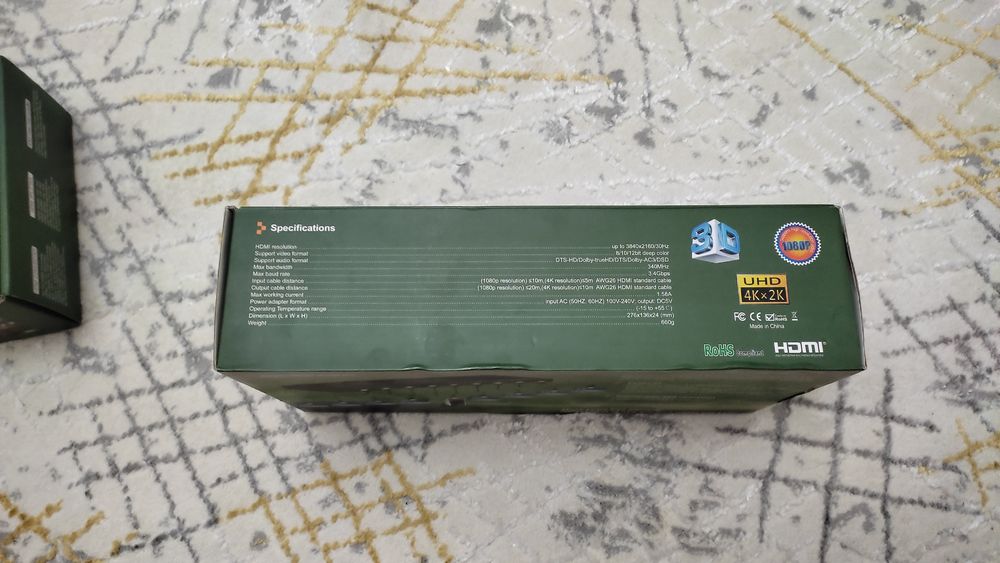 Specifications
HDMI resolution up to 3840x2160/30Hz
Support video format 8/10/12bit deep color
Support audio format DTS-HD/Dolby-trueHD/DTS/Dolby-AC3/DSD
Max bandwidth 340MHz
Max baud rate 3.4Gbps
Input cable distance (1080p resolution) ≤10m,(4K resolution)≤5m AWG26 HDMI standard cable
Output cable distance (1080p resolution) ≤20m,(4K resolution)≤10m AWG26 HDMI standard cable
Max working current 1.58A
Power adapter format input AC (50HZ, 60HZ) 100V-240V; output: DC5V
Operating Temperature range (-15 to +55℃)
Dimension (L x W x H) 276x136x24 (mm)
Weight 660g
3D
1080P
UHD
4K×2K
FC CE RoHS
Made in China
RoHS compliant
HDMI